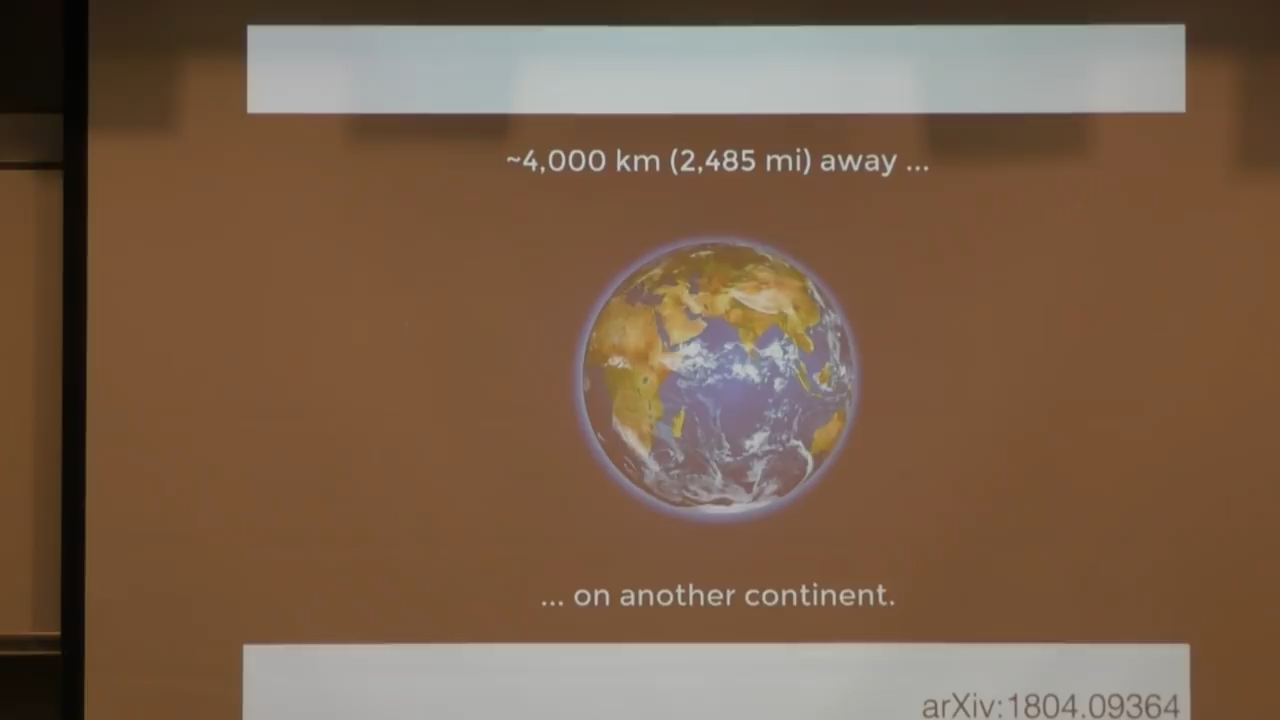 ~4,000 km (2,485 mi) away ...
... on another continent.
arXiv:1804.09364